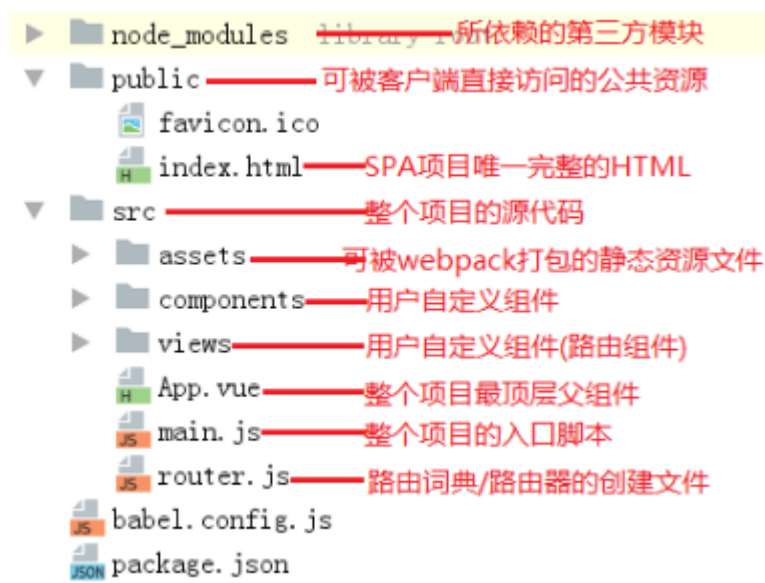 node_modules library root 所依赖的第三方模块
public 可被客户端直接访问的公共资源
favicon.ico
H index.html SPA项目唯一完整的HTML
src 整个项目的源代码
assets 可被webpack打包的静态资源文件
components 用户自定义组件
views 用户自定义组件(路由组件)
H App.vue 整个项目最顶层父组件
JS main.js 整个项目的入口脚本
JS router.js 路由词典/路由器的创建文件
JS babel.config.js
JSON package.json